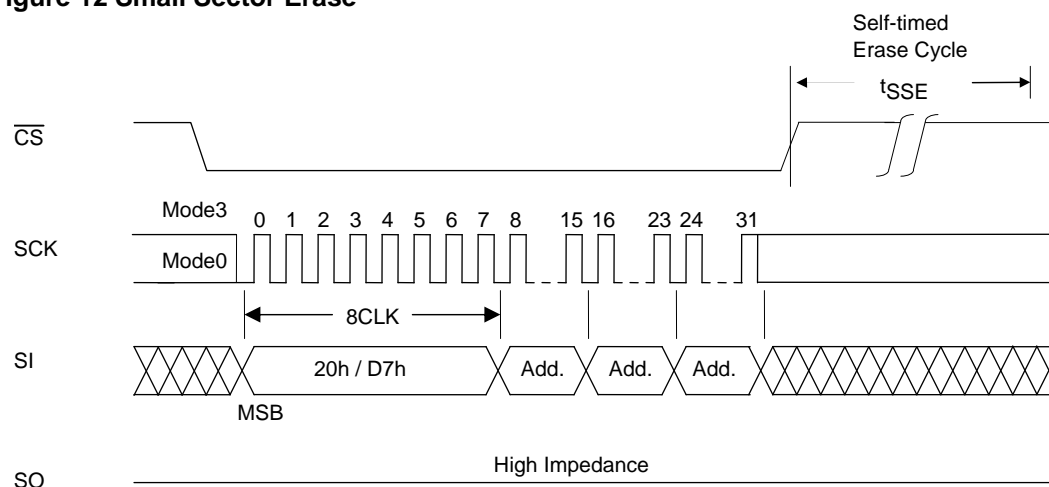 Figure 12 Small Sector Erase
Self-timed
Erase Cycle
tSSE
CS
Mode3
0 1 2 3 4 5 6 7 8 15 16 23 24 31
SCK
Mode0
8CLK
SI
20h / D7h Add. Add. Add.
MSB
High Impedance
SO